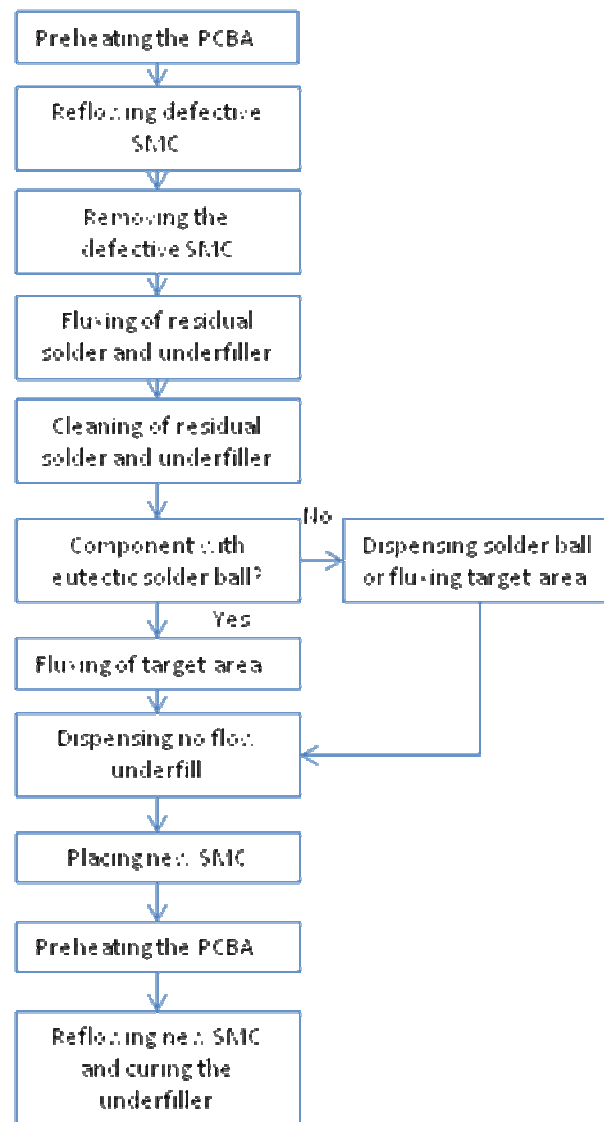 Preheating the PCBA
Reflowing defective
SMC
Removing the
defective SMC
Fluxing of residual
solder and underfiller
Cleaning of residual
solder and underfiller
Component with
eutectic solder ball?
No
Dispensing solder ball
or fluxing target area
Yes
Fluxing of target area
Dispensing no flow
underfill
Placing new SMC
Preheating the PCBA
Reflowing new SMC
and curing the
underfiller